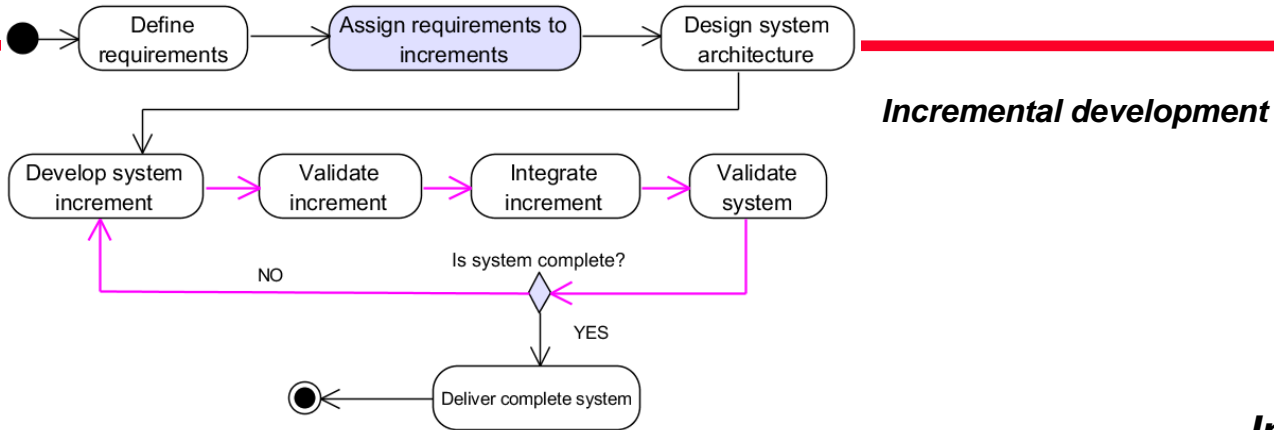 Define
requirements
Assign requirements to
increments
Design system
architecture
Incremental development
Develop system
increment
Validate
increment
Integrate
increment
Validate
system
Is system complete?
NO
YES
Deliver complete system